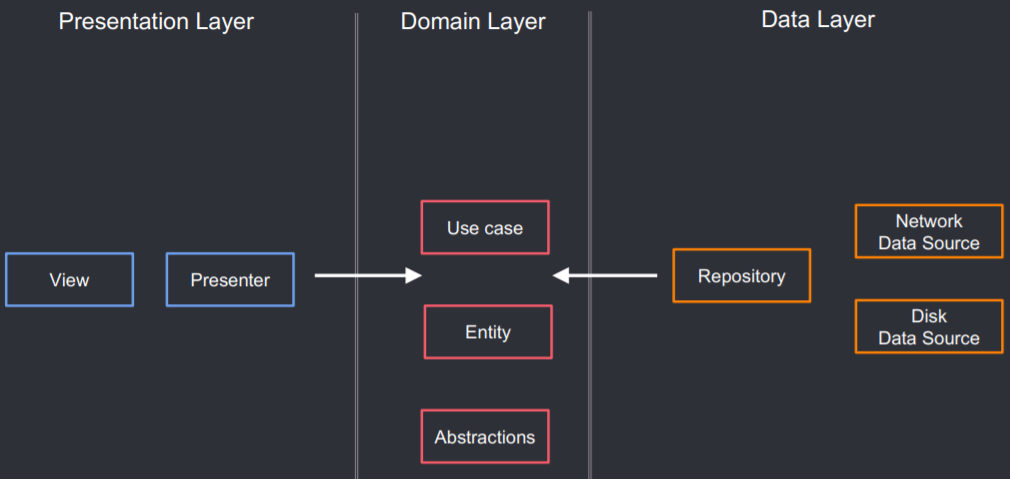 Presentation Layer
Domain Layer
Data Layer
View
Presenter
Use case
Entity
Abstractions
Repository
Network
Data Source
Disk
Data Source